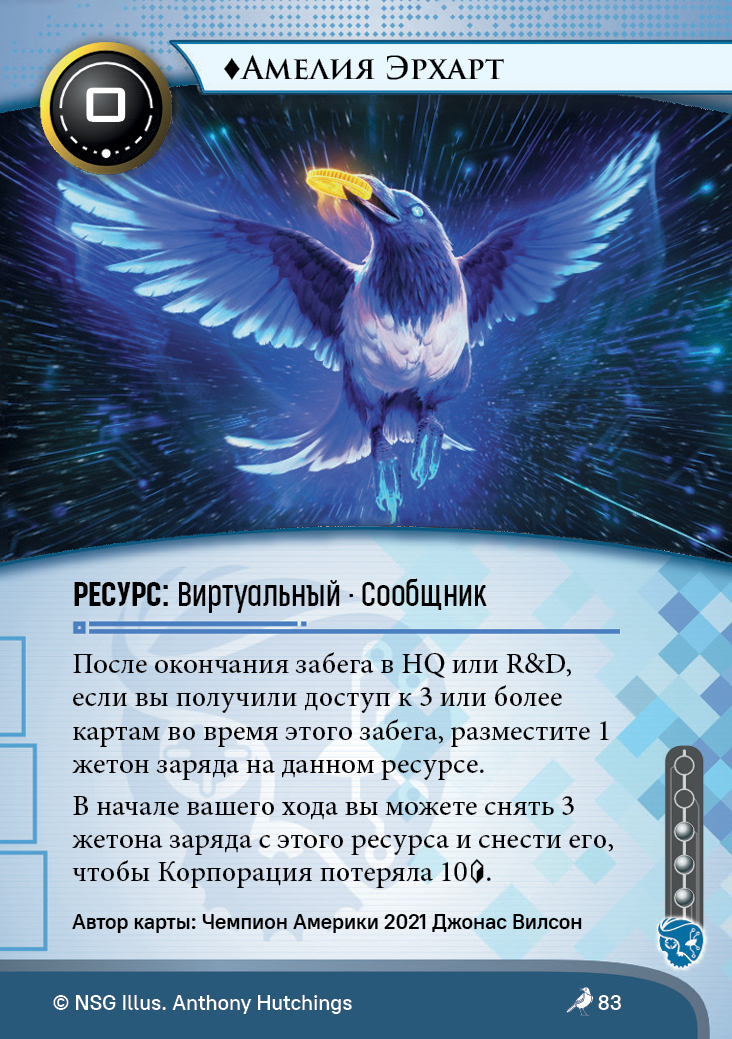 ♦Амелия Эрхарт
0
РЕСУРС: Виртуальный · Сообщник
После окончания забега в HQ или R&D,
если вы получили доступ к 3 или более
картам во время этого забега, разместите 1
жетон заряда на данном ресурсе.
В начале вашего хода вы можете снять 3
жетона заряда с этого ресурса и снести его,
чтобы Корпорация потеряла 10.
Автор карты: Чемпион Америки 2021 Джонас Вилсон
© NSG Illus. Anthony Hutchings
83